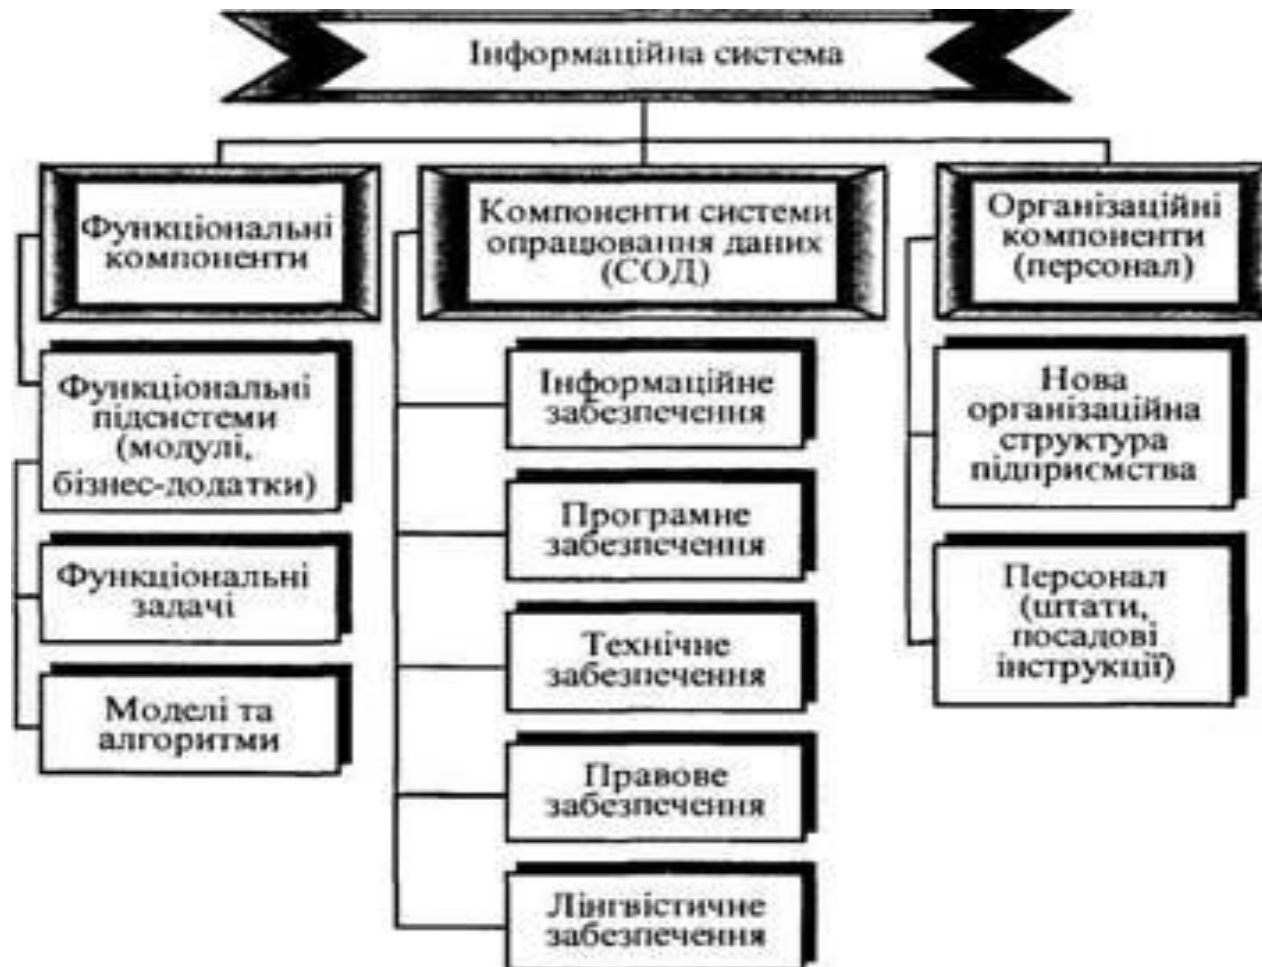 Інформаційна система
Функціональні
компоненти
Компоненти системи
опрацювання даних
(СОД)
Організаційні
компоненти
(персонал)
Функціональні
підсистеми
(модулі,
бізнес-додатки)
Функціональні
задачі
Моделі та
алгоритми
Інформаційне
забезпечення
Програмне
забезпечення
Технічне
забезпечення
Правове
забезпечення
Лінгвістичне
забезпечення
Нова
організаційна
структура
підприємства
Персонал
(штати,
посадові
інструкції)